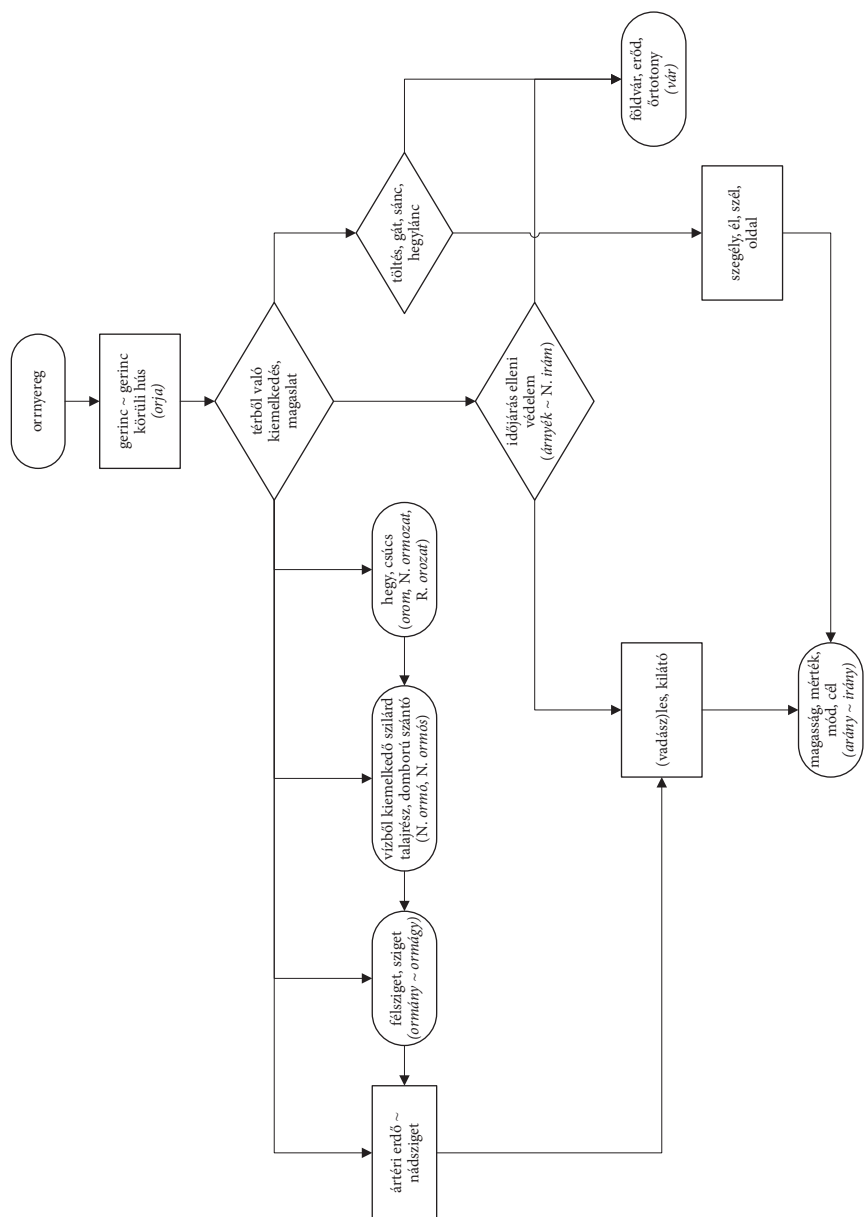 orrnyereg
gerinc ~ gerinc
körüli hús
(orja)
térből való
kiemelkedés,
magaslat
töltés, gát, sánc,
hegylánc
hegy, csúcs
(orom, N. ormozat,
R. orozat)
vízből kiemelkedő szilárd
talajrész, domború szántó
(N. ormó, N. ormós)
félsziget, sziget
(ormány ~ ormágy)
ártéri erdő ~
nádsziget
időjárás elleni
védelem
(árnyék ~ N. irám)
földvár, erőd,
őrtotony
(vár)
szegély, él, szél,
oldal
(vadász)les, kilátó
magasság, mérték,
mód, cél
(arány ~ irány)